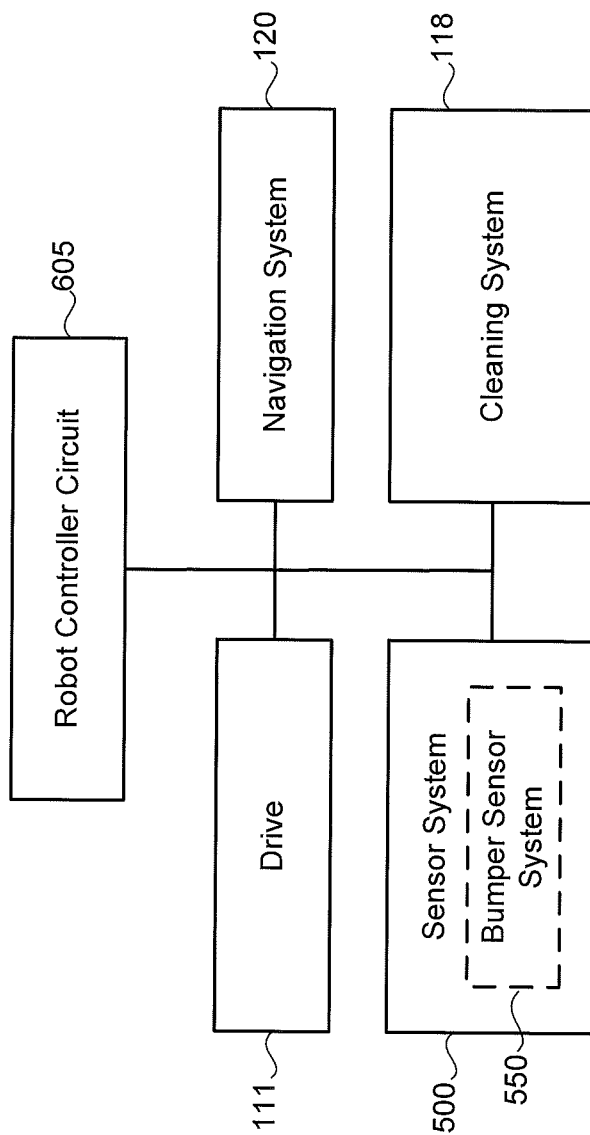 Robot Controller Circuit
605
Drive
111
Navigation System
120
Sensor System
500
Bumper Sensor
System
550
Cleaning System
118